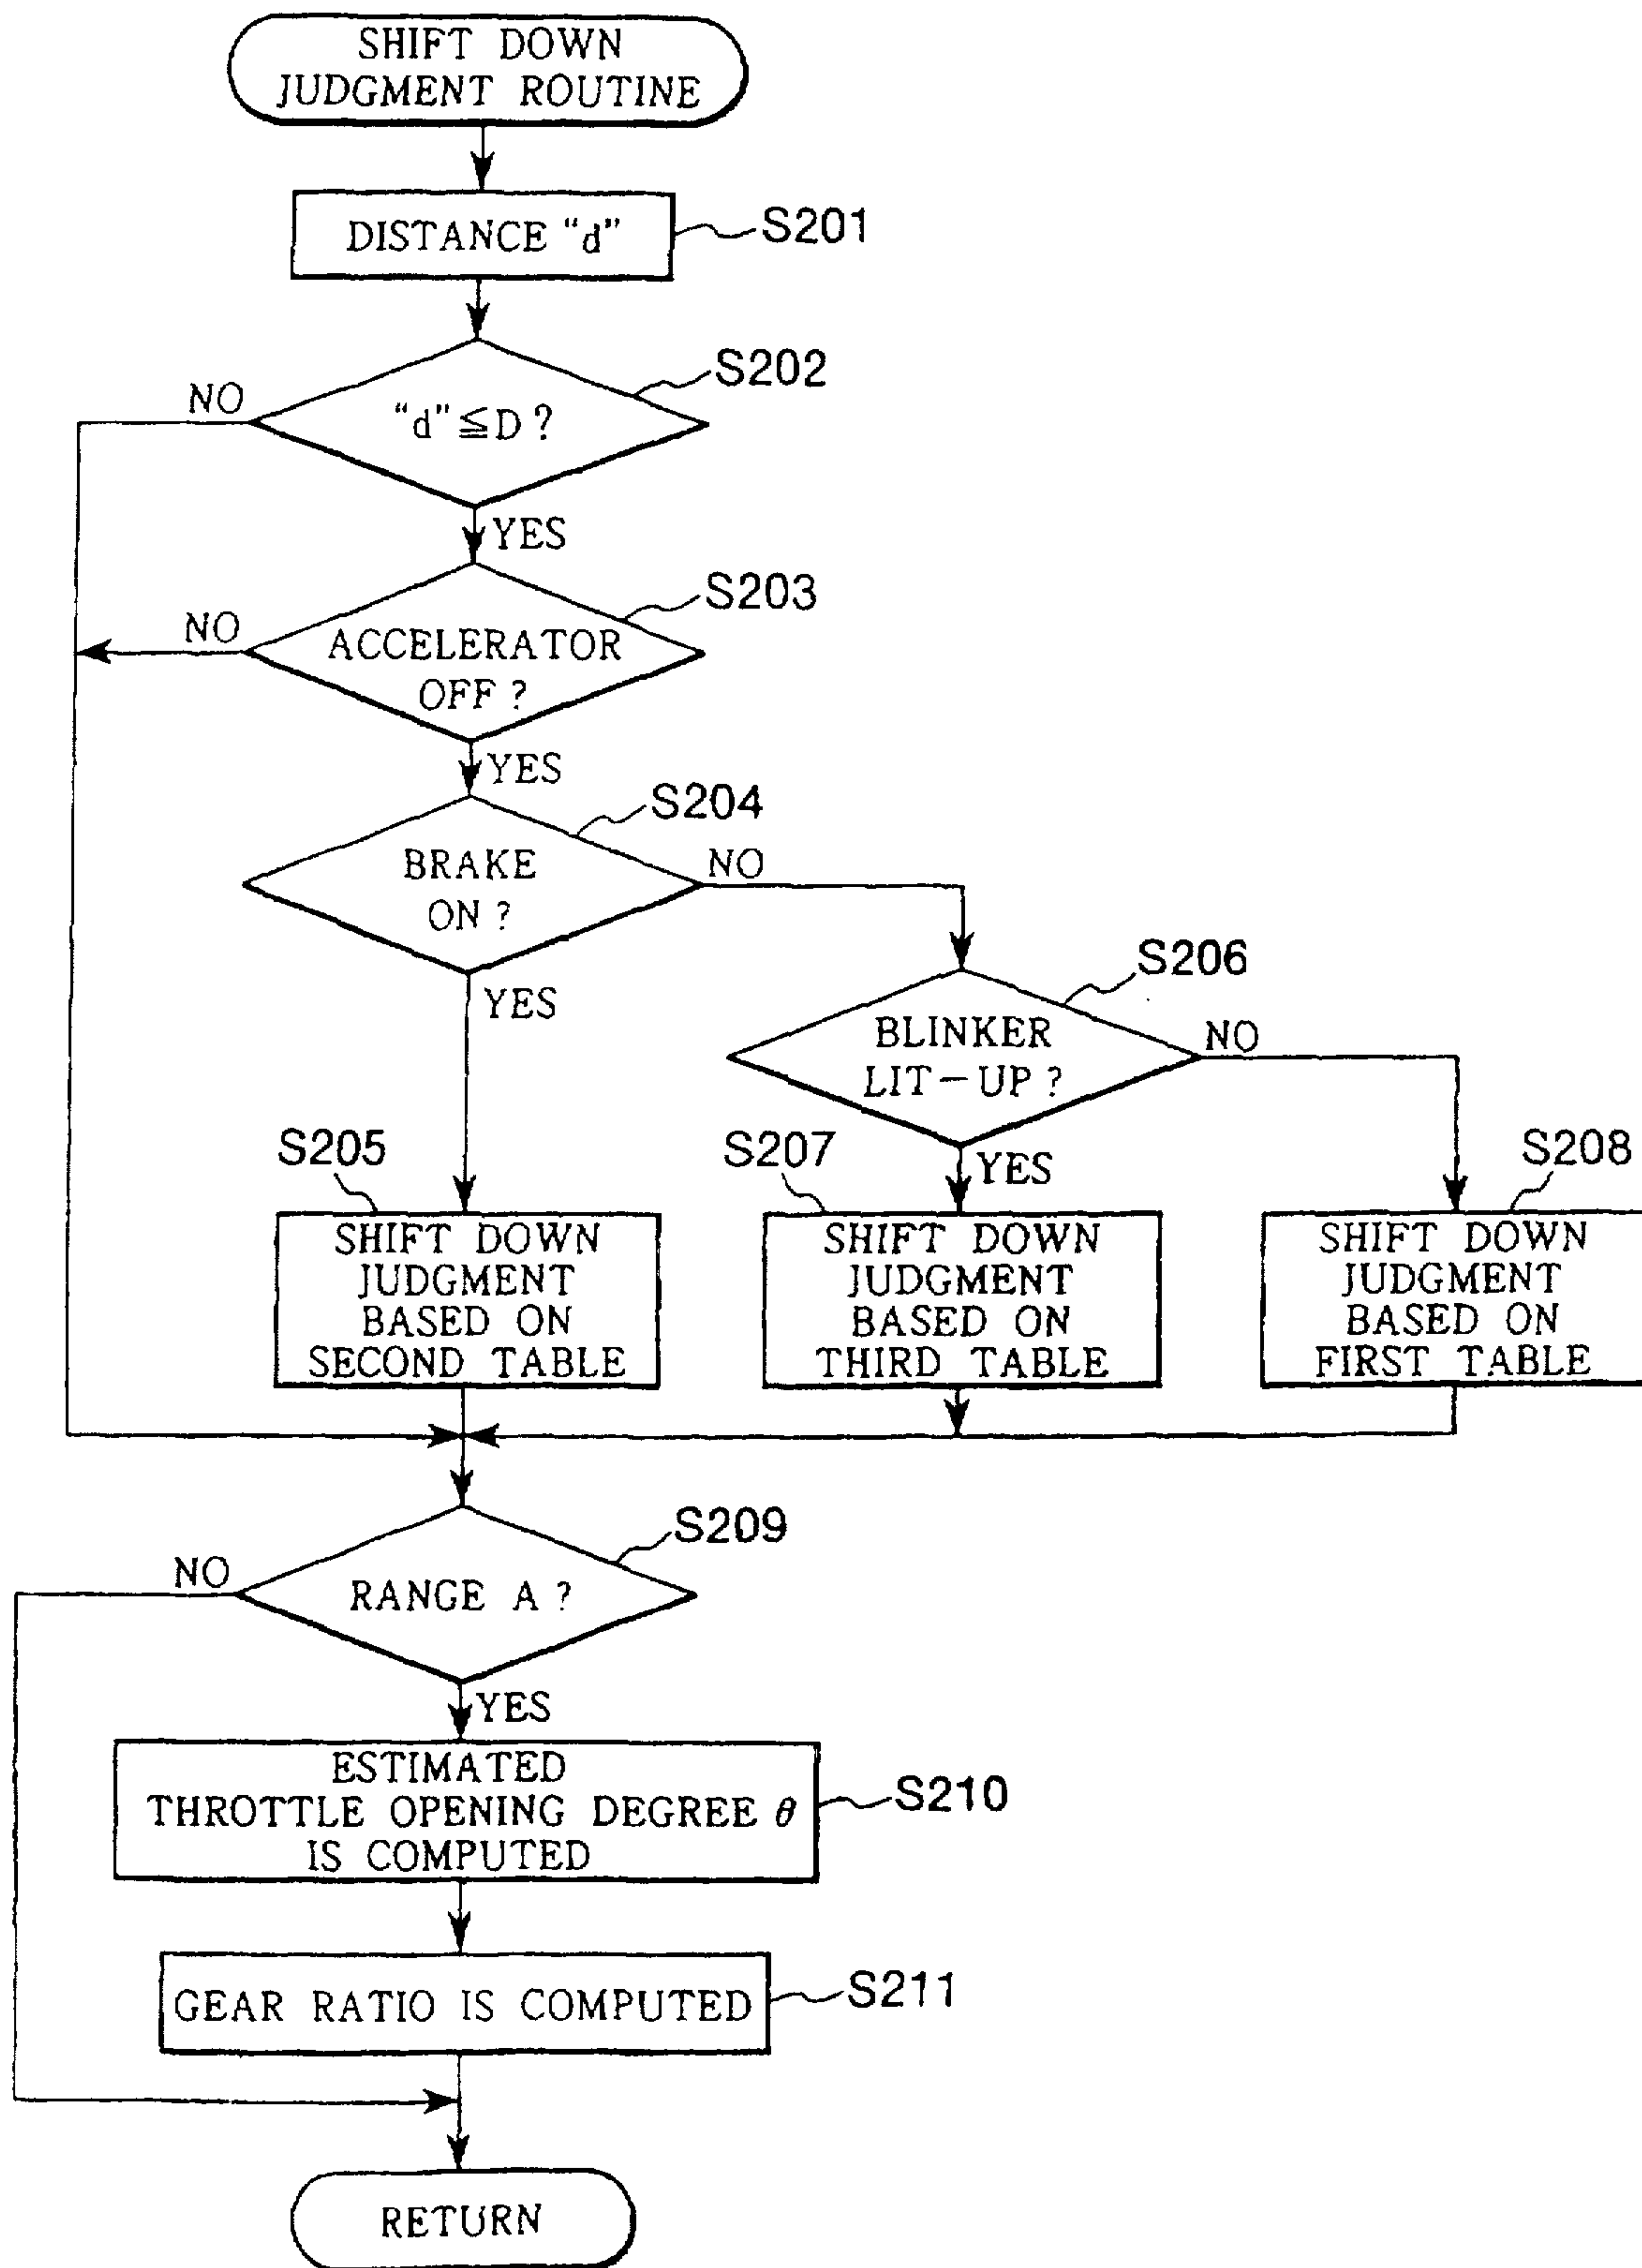 SHIFT DOWN
JUDGMENT ROUTINE
DISTANCE “d”
S201
S202
NO
“d”≦D ?
YES
S203
NO
ACCELERATOR
OFF ?
YES
S204
BRAKE
ON ?
NO
YES
S206
BLINKER
LIT-UP ?
NO
YES
S205
SHIFT DOWN
JUDGMENT
BASED ON
SECOND TABLE
S207
SHIFT DOWN
JUDGMENT
BASED ON
THIRD TABLE
S208
SHIFT DOWN
JUDGMENT
BASED ON
FIRST TABLE
S209
NO
RANGE A ?
YES
ESTIMATED
THROTTLE OPENING DEGREE θ
IS COMPUTED
S210
GEAR RATIO IS COMPUTED
S211
RETURN